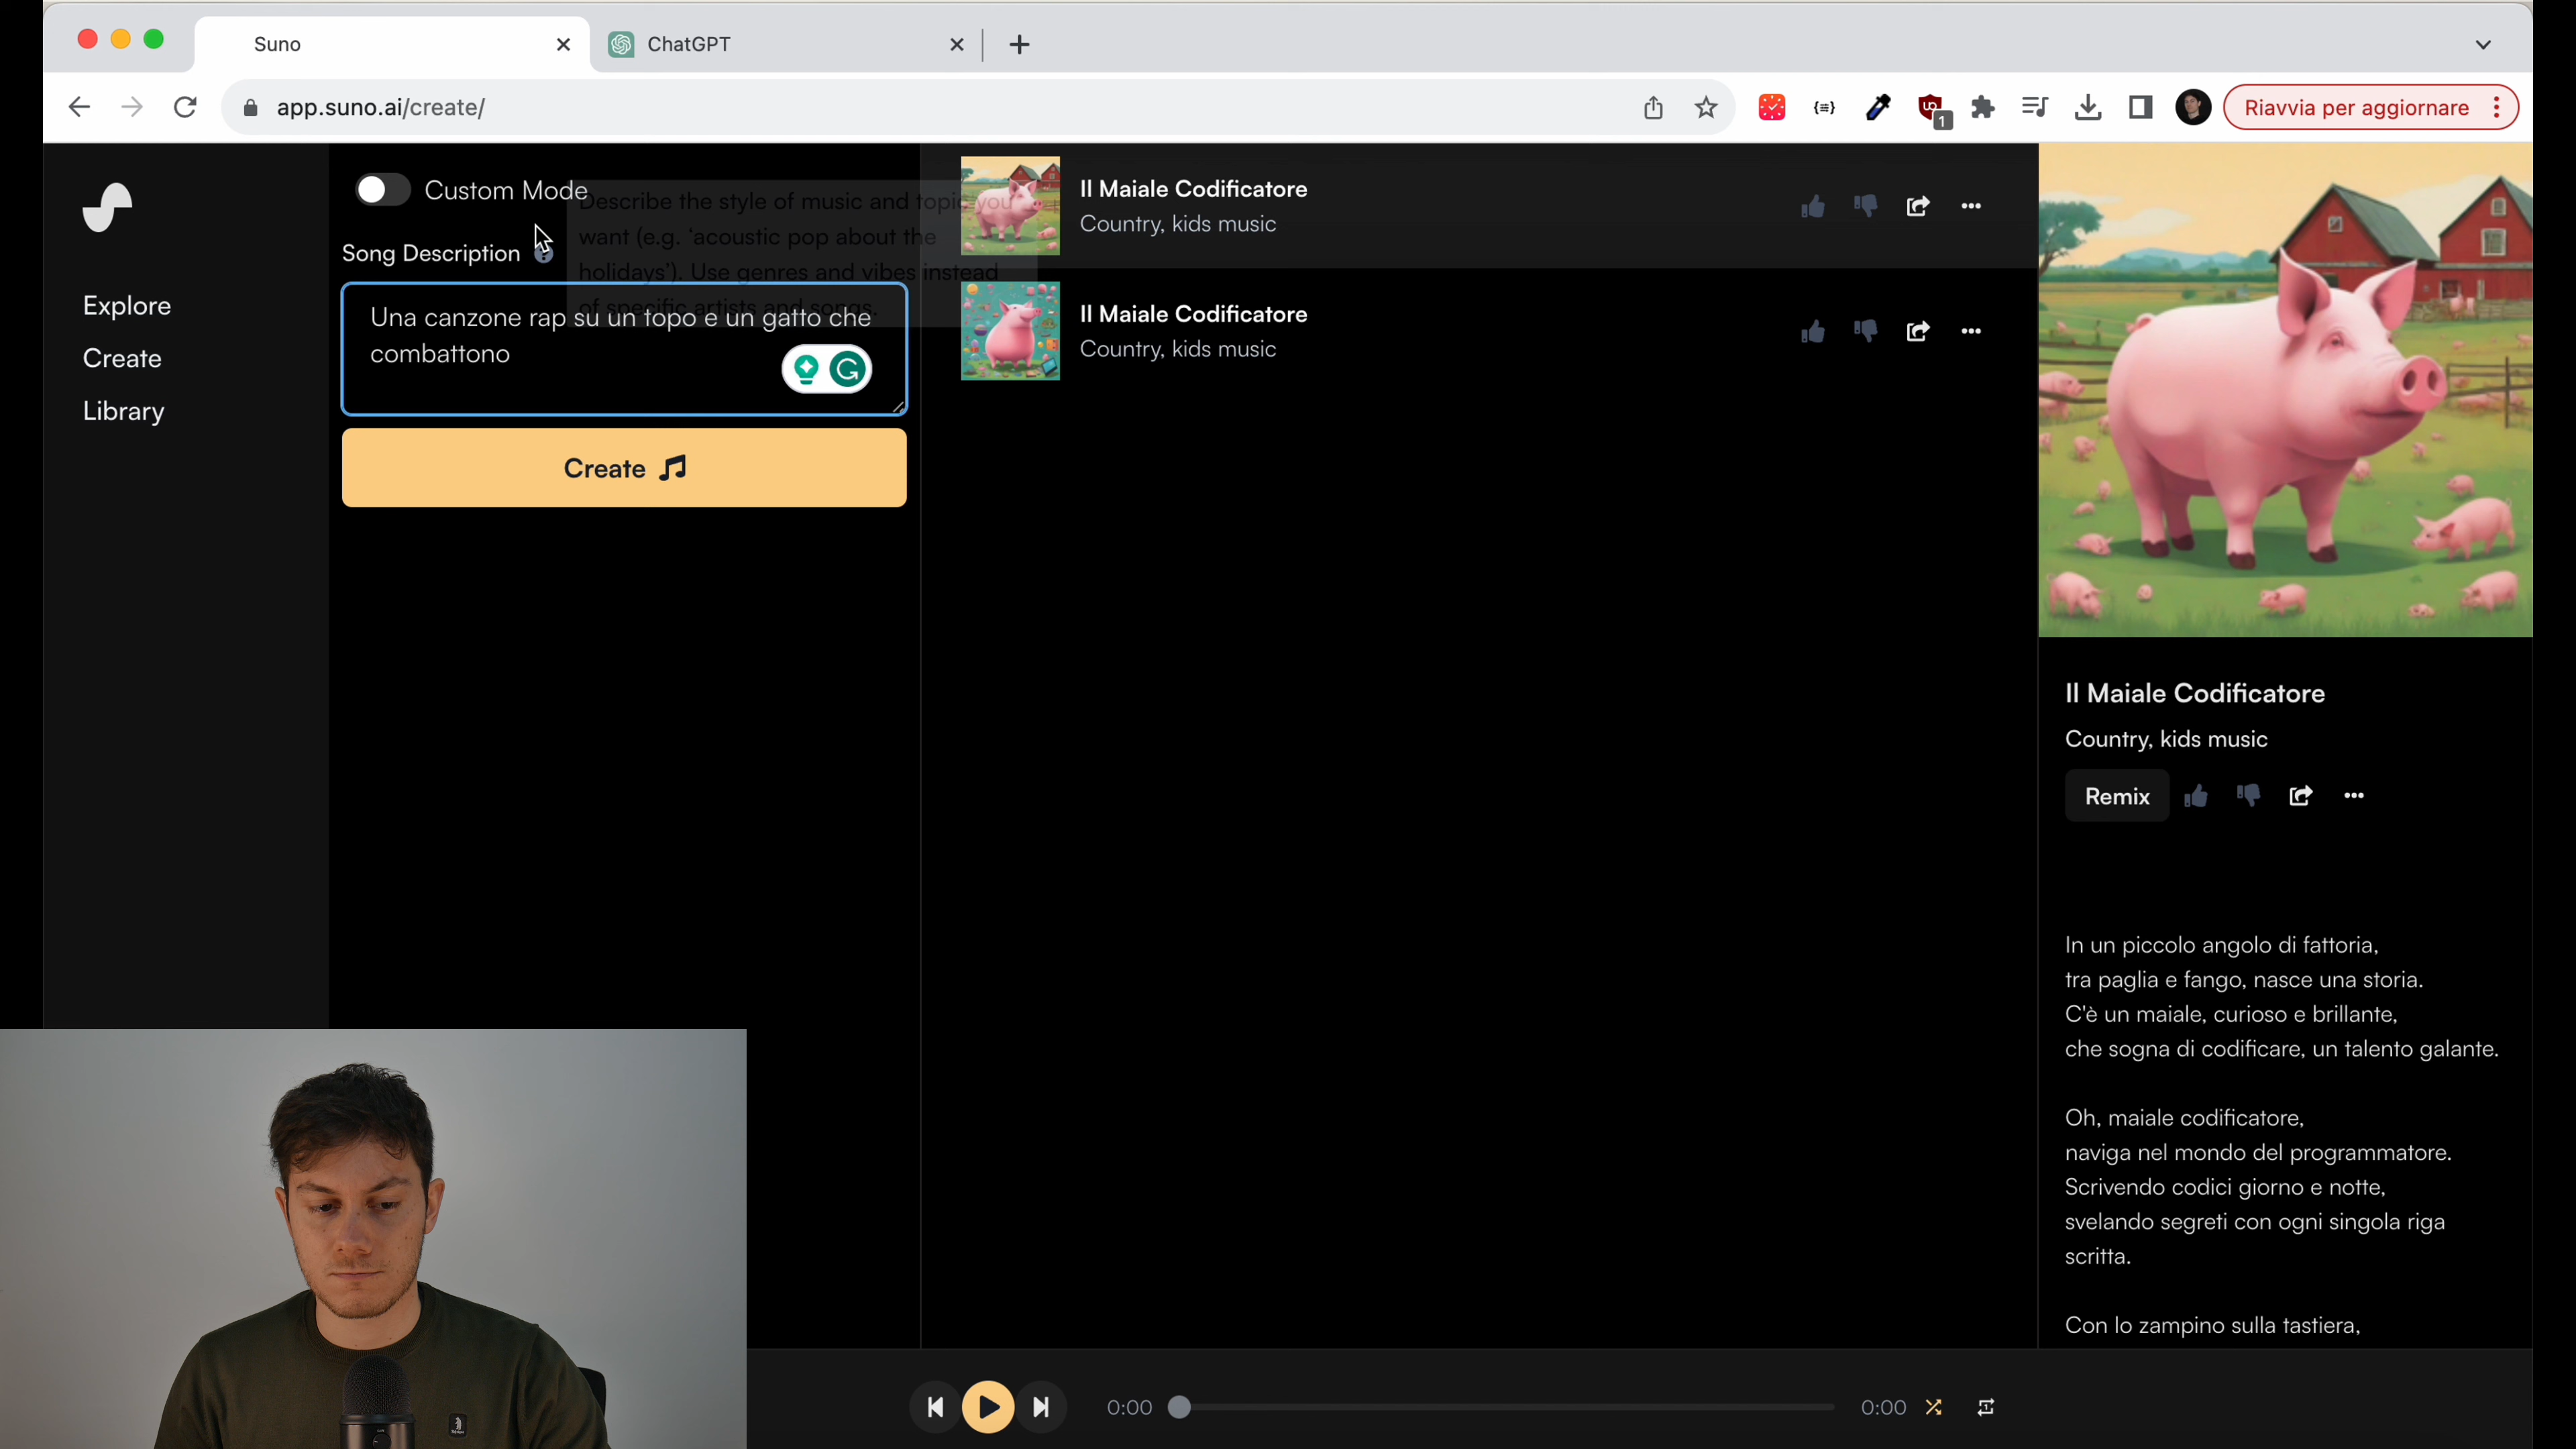 Suno
ChatGPT
app.suno.ai/create/
1
Riavvia per aggiornare
Explore
Create
Library
Custom Mode
Song Description
Describe the style of music and topic you
want (e.g. ‘acoustic pop about the
holidays’). Use genres and vibes instead
of specific artists and songs.
Una canzone rap su un topo e un gatto che
combattono
Create
Il Maiale Codificatore
Country, kids music
Il Maiale Codificatore
Country, kids music
Il Maiale Codificatore
Country, kids music
Remix
In un piccolo angolo di fattoria,
tra paglia e fango, nasce una storia.
C'è un maiale, curioso e brillante,
che sogna di codificare, un talento galante.
Oh, maiale codificatore,
naviga nel mondo del programmatore.
Scrivendo codici giorno e notte,
svelando segreti con ogni singola riga
scritta.
Con lo zampino sulla tastiera,
0:00
0:00